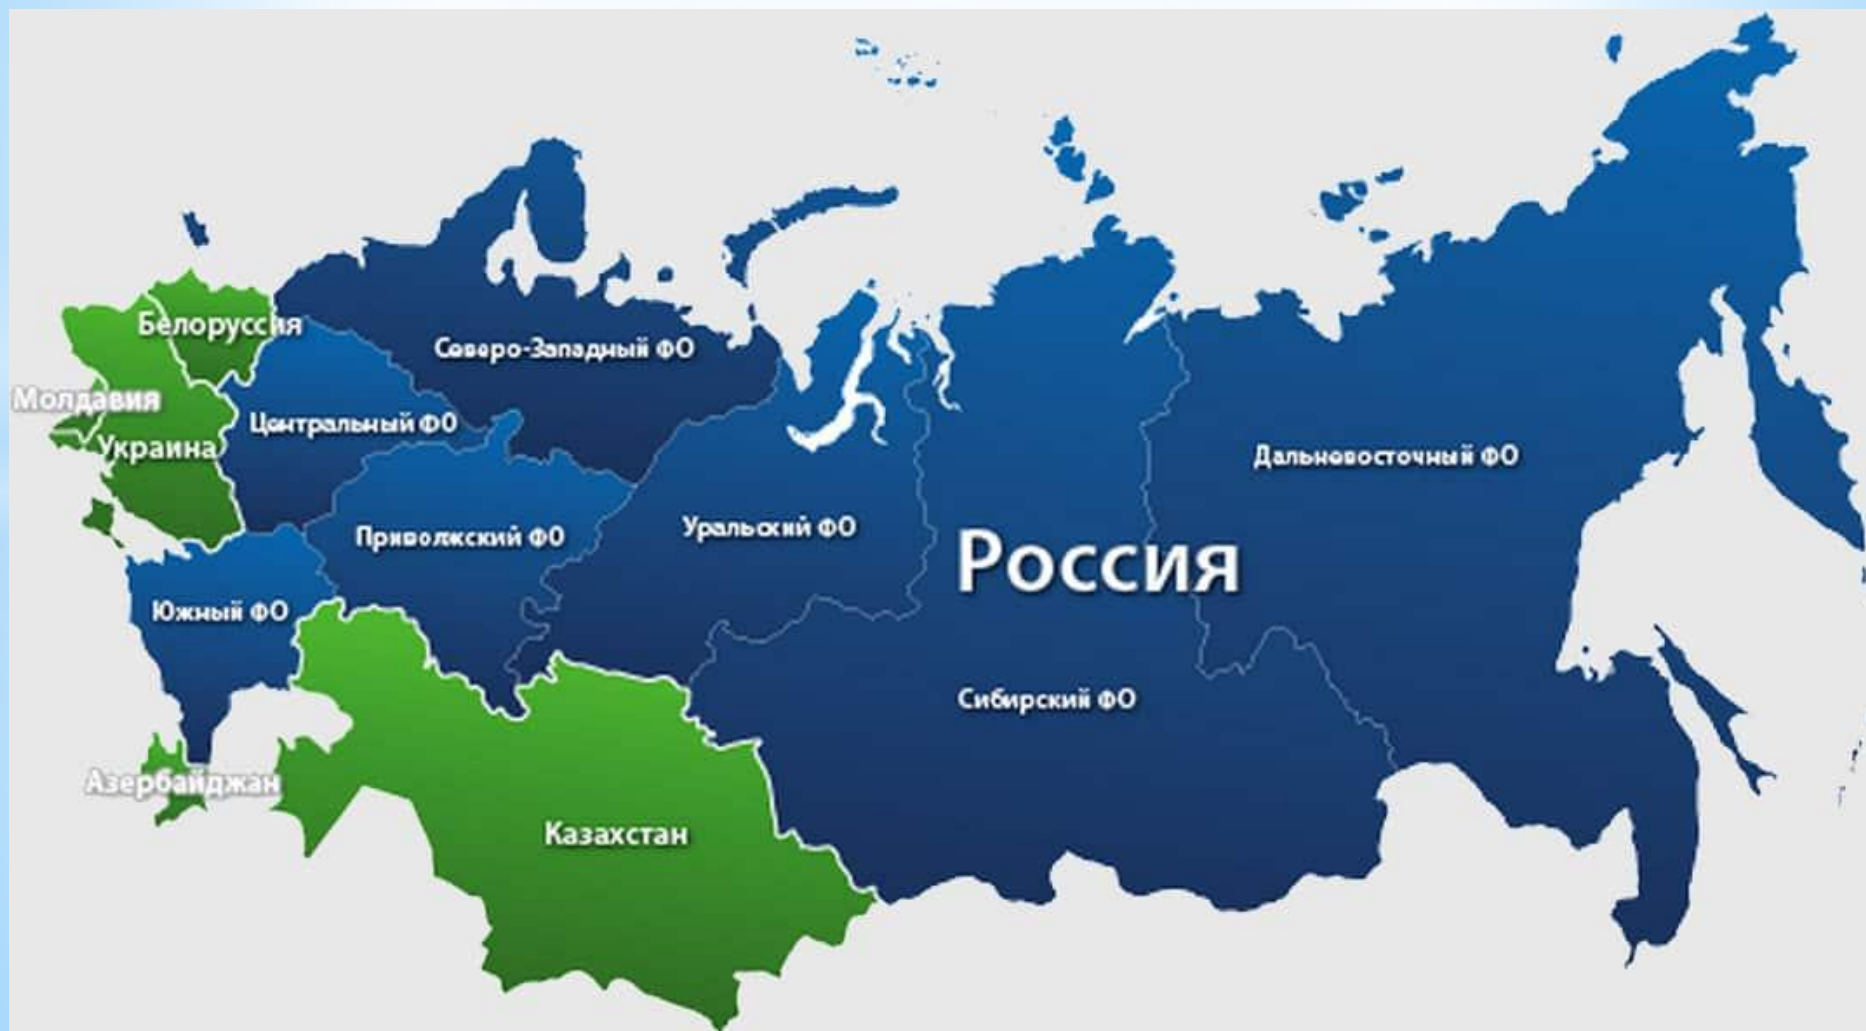 Белоруссия
Северо-Западный ФО
Молдавия
Центральный ФО
Украина
Дальневосточный ФО
Приволжский ФО
Уральский ФО
Россия
Южный ФО
Сибирский ФО
Азербайджан
Казахстан